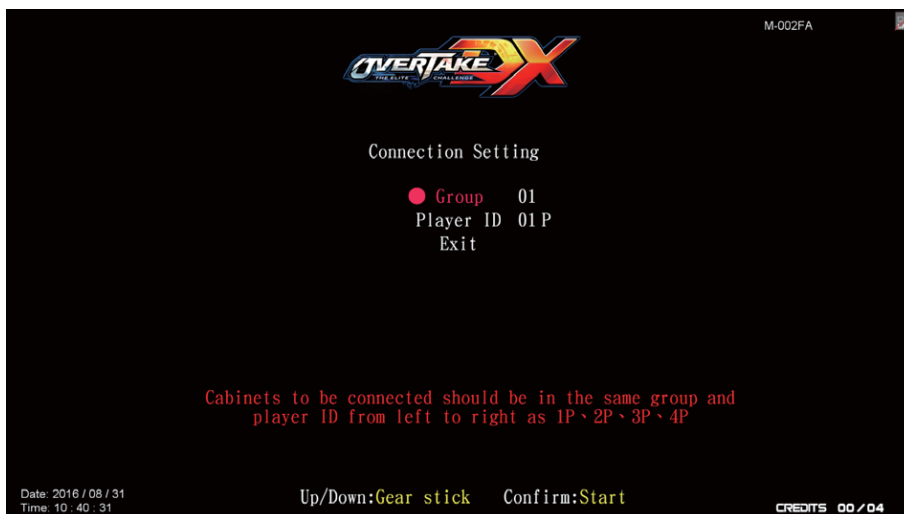 M-002FA
OVERTAKE DX
THE ELITE CHALLENGE
Connection Setting
Group 01
Player ID 01P
Exit
Cabinets to be connected should be in the same group and
player ID from left to right as 1P、2P、3P、4P
Date: 2016 / 08 / 31
Time: 10 : 40 : 31
Up/Down:Gear stick Confirm:Start
CREDITS 00/04